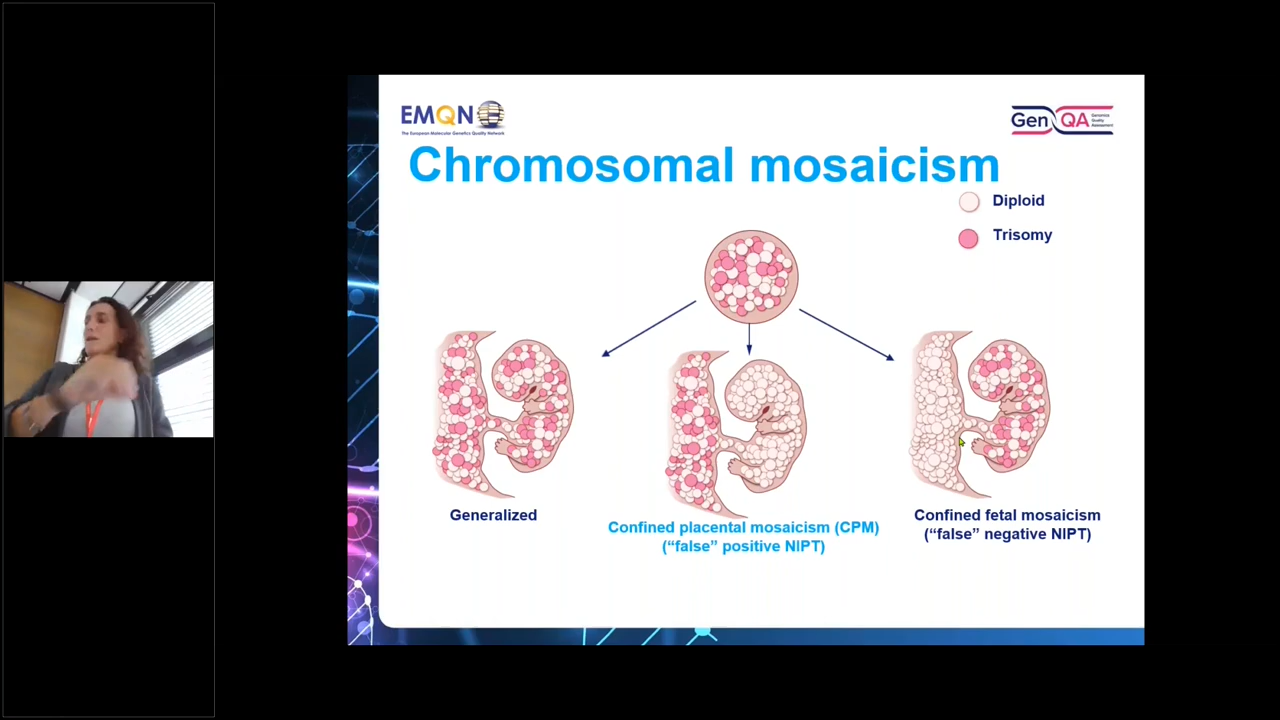 EMQN
The European Molecular Genetics Quality Network
GenQA
Genomics
Quality
Assessment
Chromosomal mosaicism
Diploid
Trisomy
Generalized
Confined placental mosaicism (CPM)
(“false” positive NIPT)
Confined fetal mosaicism
(“false” negative NIPT)